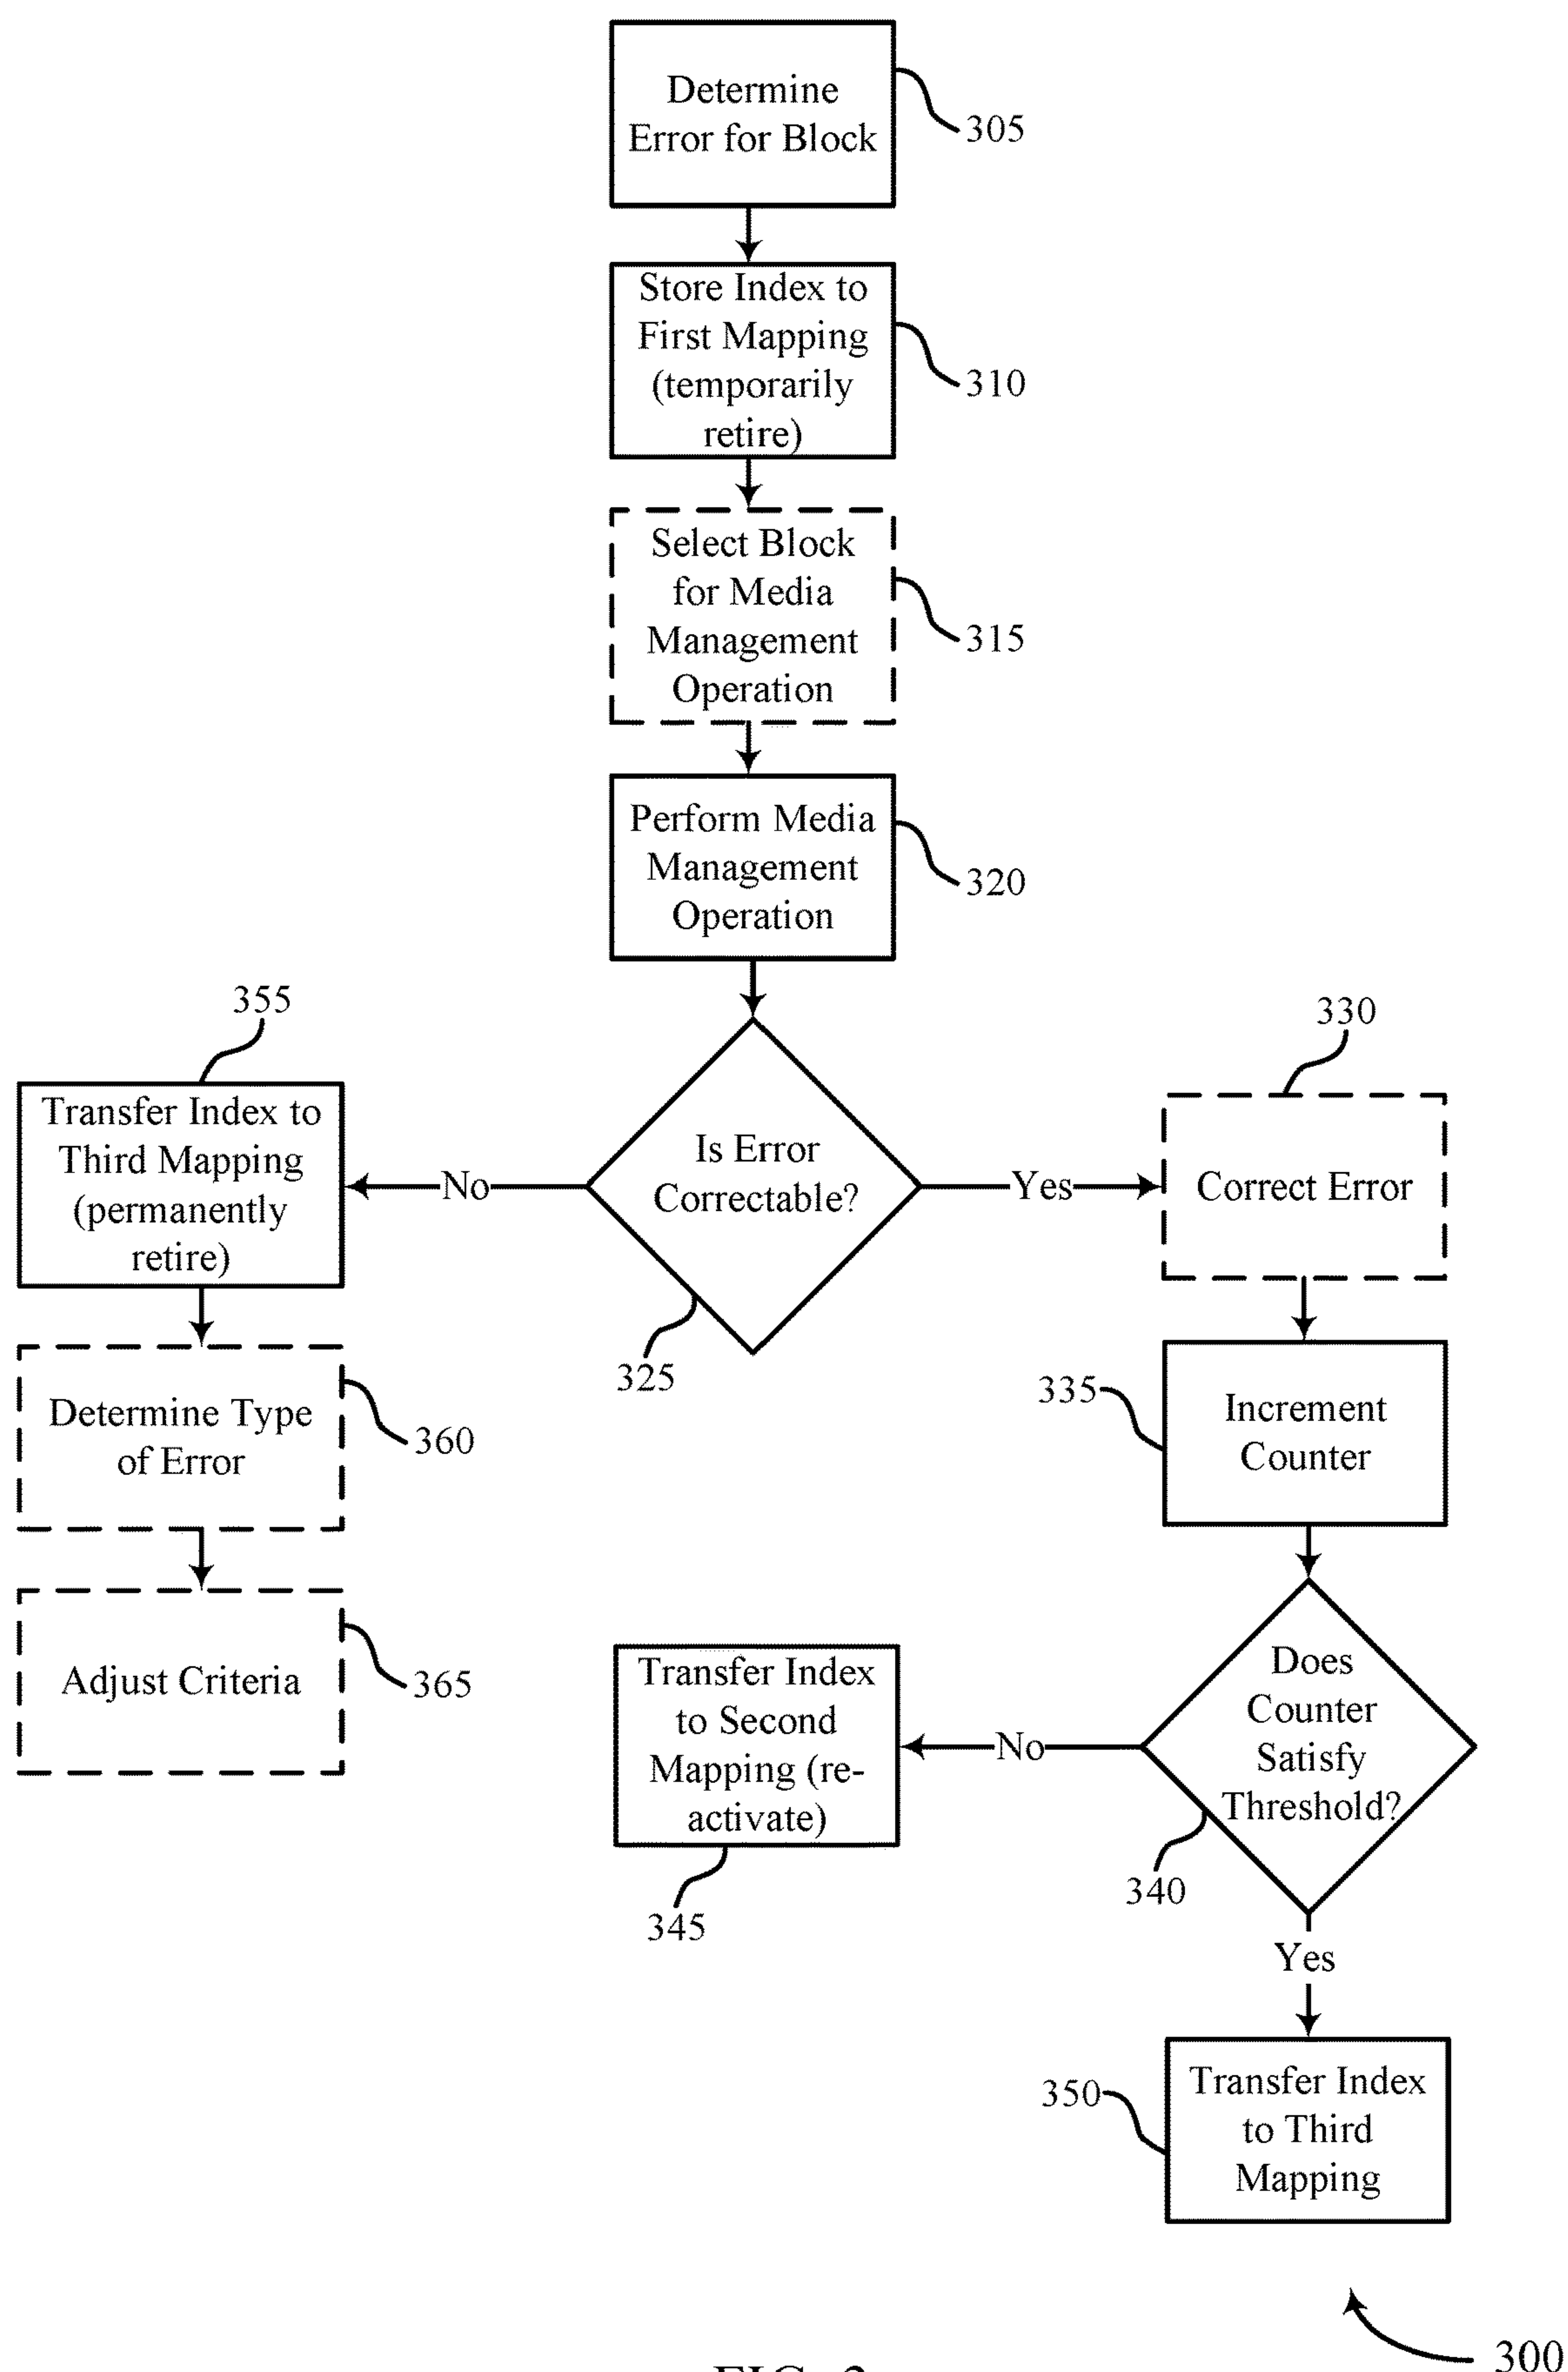 Determine
Error for Block
305
Store Index to
First Mapping
(temporarily
retire)
310
Select Block
for Media
Management
Operation
315
Perform Media
Management
Operation
320
355
Transfer Index to
Third Mapping
(permanently
retire)
No
Is Error
Correctable?
325
Yes
330
Correct Error
Determine Type
of Error
360
335
Increment
Counter
Adjust Criteria
365
Transfer Index
to Second
Mapping (re-
activate)
345
No
Does
Counter
Satisfy
Threshold?
340
Yes
350
Transfer Index
to Third
Mapping
300